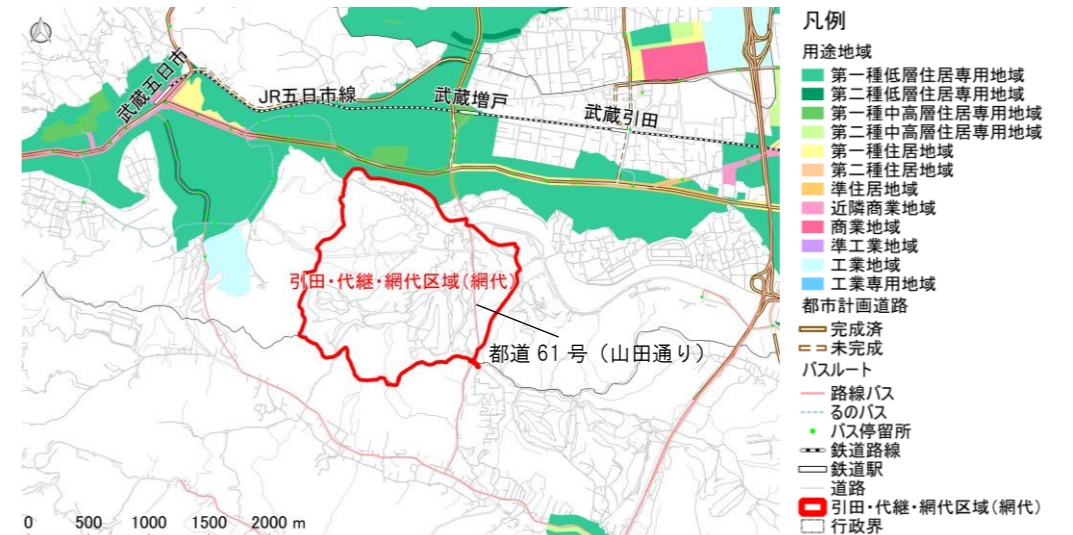 武蔵五日市
JR五日市線
武蔵増戸
武蔵引田
引田・代継・網代区域(網代)
都道 61 号（山田通り）
0 500 1000 1500 2000 m
凡例
用途地域
第一種低層住居専用地域
第二種低層住居専用地域
第一種中高層住居専用地域
第二種中高層住居専用地域
第一種住居地域
第二種住居地域
準住居地域
近隣商業地域
商業地域
準工業地域
工業地域
工業専用地域
都市計画道路
完成済
未完成
バスルート
路線バス
るのバス
バス停留所
鉄道路線
鉄道駅
道路
引田・代継・網代区域(網代)
行政界